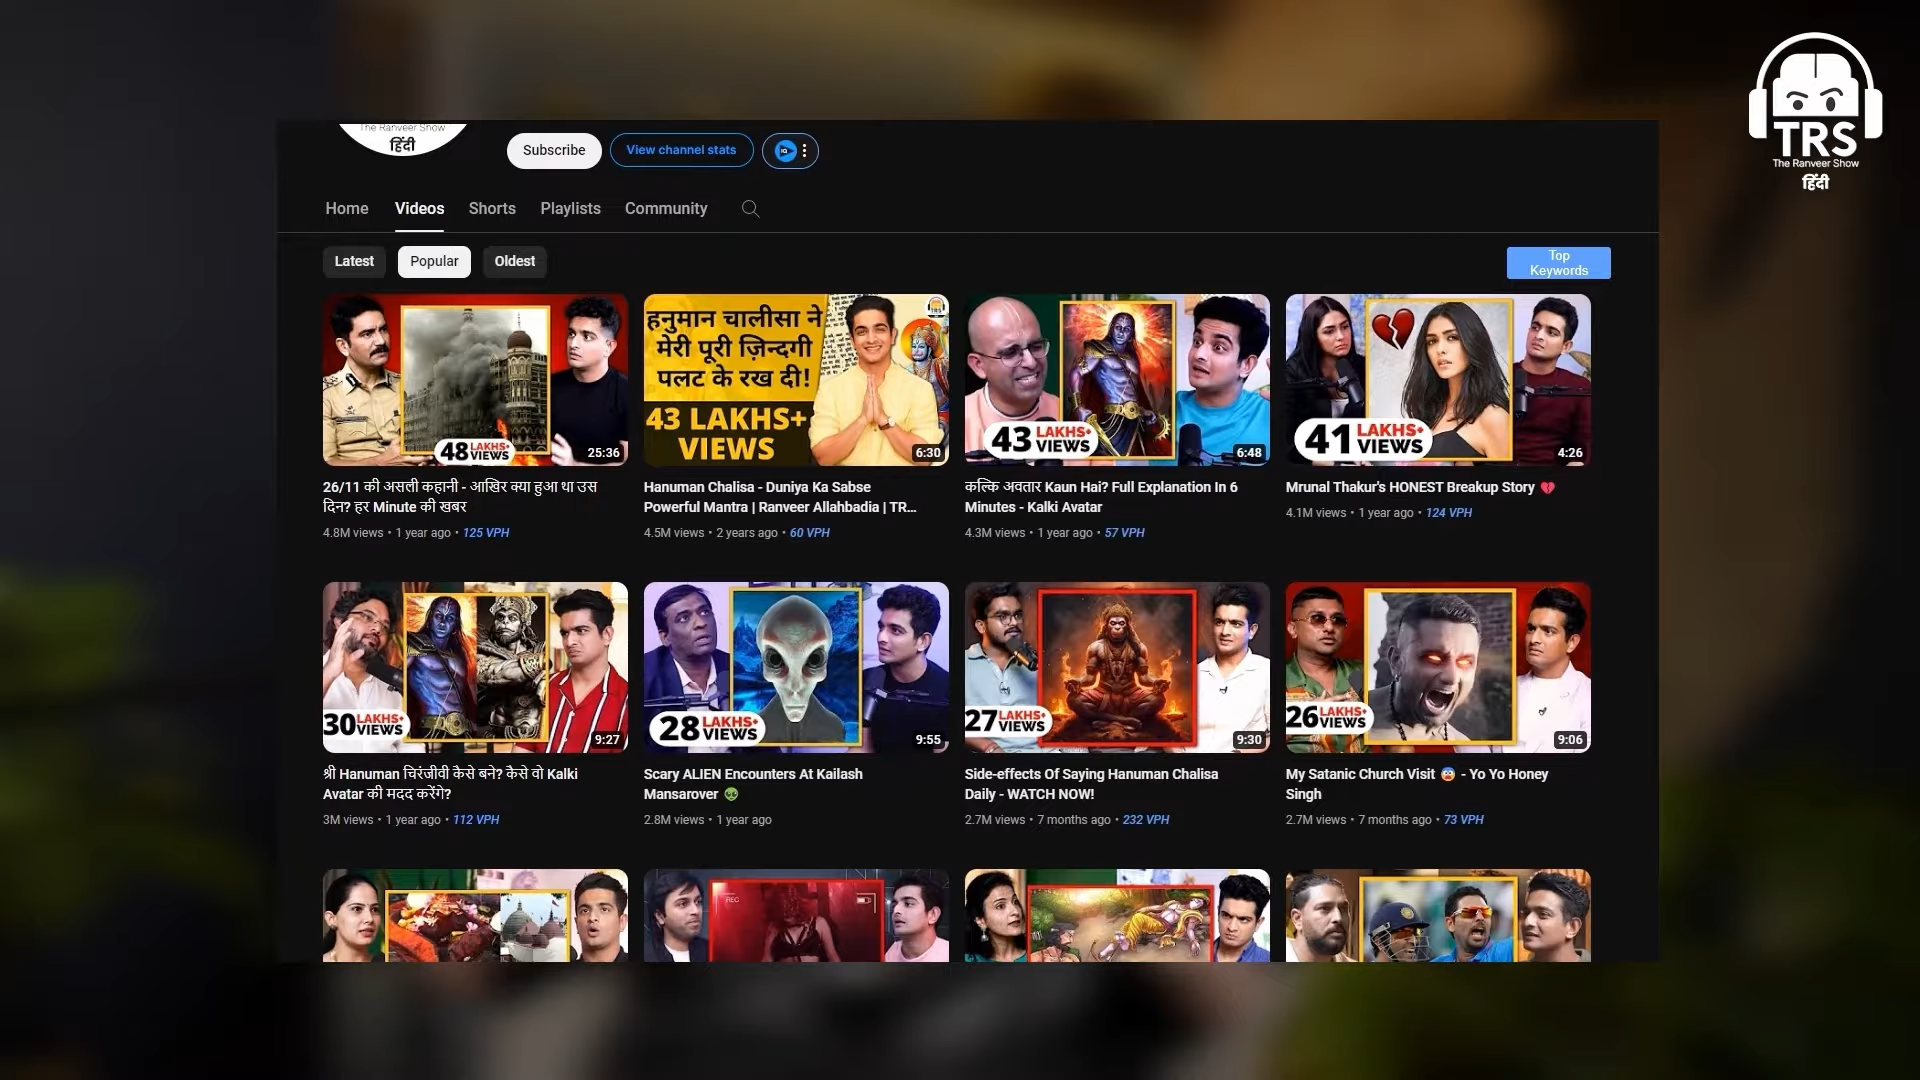 The Ranveer Show
हिंदी
Subscribe
View channel stats
TRS
The Ranveer Show
हिंदी
Home
Videos
Shorts
Playlists
Community
Latest
Popular
Oldest
Top
Keywords
48 LAKHS+
VIEWS
25:36
हनुमान चालीसा ने
मेरी पूरी ज़िन्दगी
पलट के रख दी!
43 LAKHS+
VIEWS
TRS
6:30
43 LAKHS+
VIEWS
6:48
41 LAKHS+
VIEWS
4:26
26/11 की असली कहानी - आखिर क्या हुआ था उस
दिन? हर Minute की खबर
4.8M views • 1 year ago • 125 VPH
Hanuman Chalisa - Duniya Ka Sabse
Powerful Mantra | Ranveer Allahbadia | TR...
4.5M views • 2 years ago • 60 VPH
कल्कि अवतार Kaun Hai? Full Explanation In 6
Minutes - Kalki Avatar
4.3M views • 1 year ago • 57 VPH
Mrunal Thakur's HONEST Breakup Story 💔
4.1M views • 1 year ago • 124 VPH
30 LAKHS+
VIEWS
9:27
28 LAKHS+
VIEWS
9:55
27 LAKHS+
VIEWS
9:30
26 LAKHS+
VIEWS
9:06
श्री Hanuman चिरंजीवी कैसे बने? कैसे वो Kalki
Avatar की मदद करेंगे?
3M views • 1 year ago • 112 VPH
Scary ALIEN Encounters At Kailash
Mansarover 👽
2.8M views • 1 year ago
Side-effects Of Saying Hanuman Chalisa
Daily - WATCH NOW!
2.7M views • 7 months ago • 232 VPH
My Satanic Church Visit 😨 - Yo Yo Honey
Singh
2.7M views • 7 months ago • 73 VPH
REC